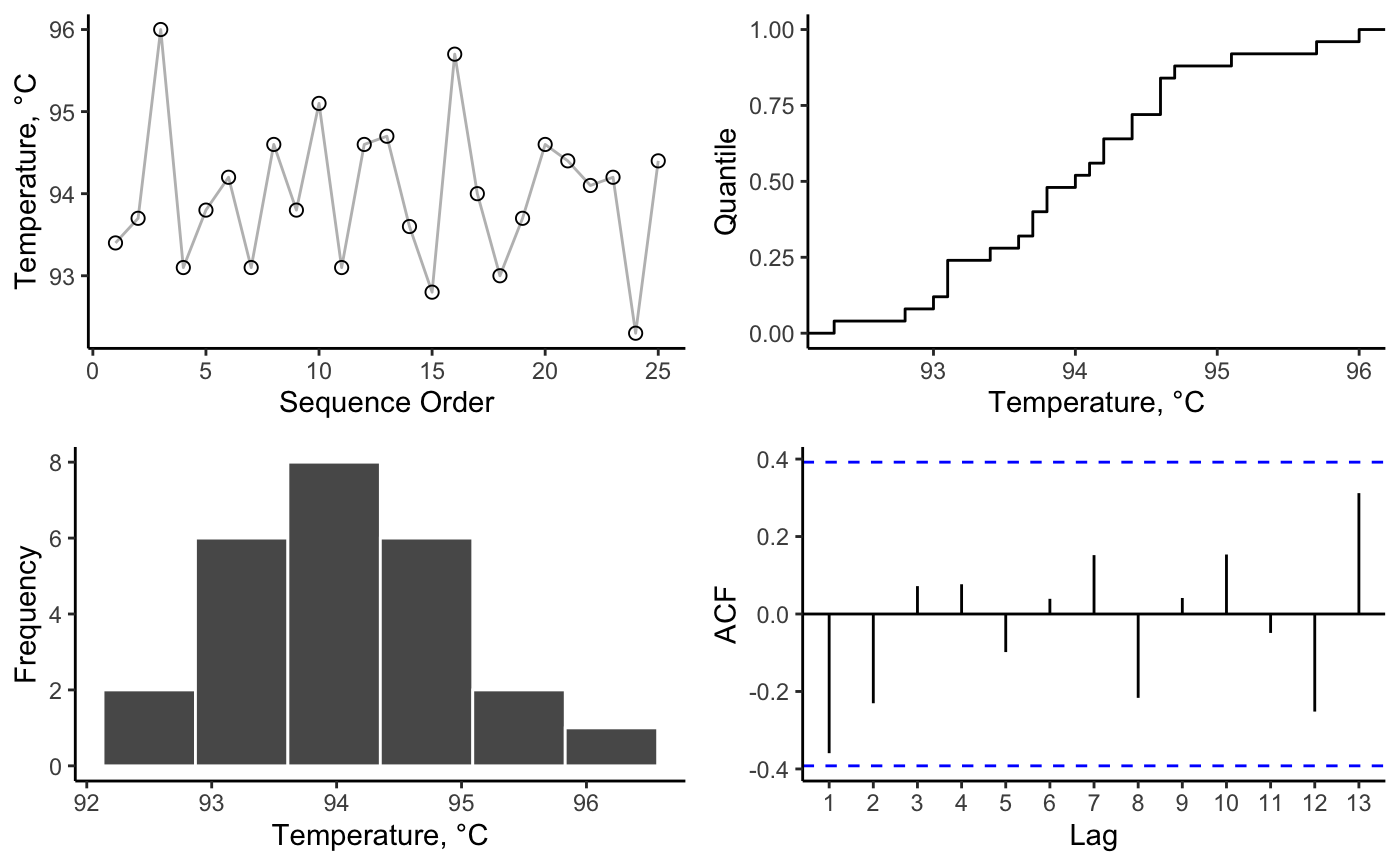 Temperature, °C
96
95
94
93
0 5 10 15 20 25
Sequence Order
Quantile
1.00
0.75
0.50
0.25
0.00
93 94 95 96
Temperature, °C
Frequency
8
6
4
2
0
92 93 94 95 96
Temperature, °C
ACF
0.4
0.2
0.0
-0.2
-0.4
1 2 3 4 5 6 7 8 9 10 11 12 13
Lag